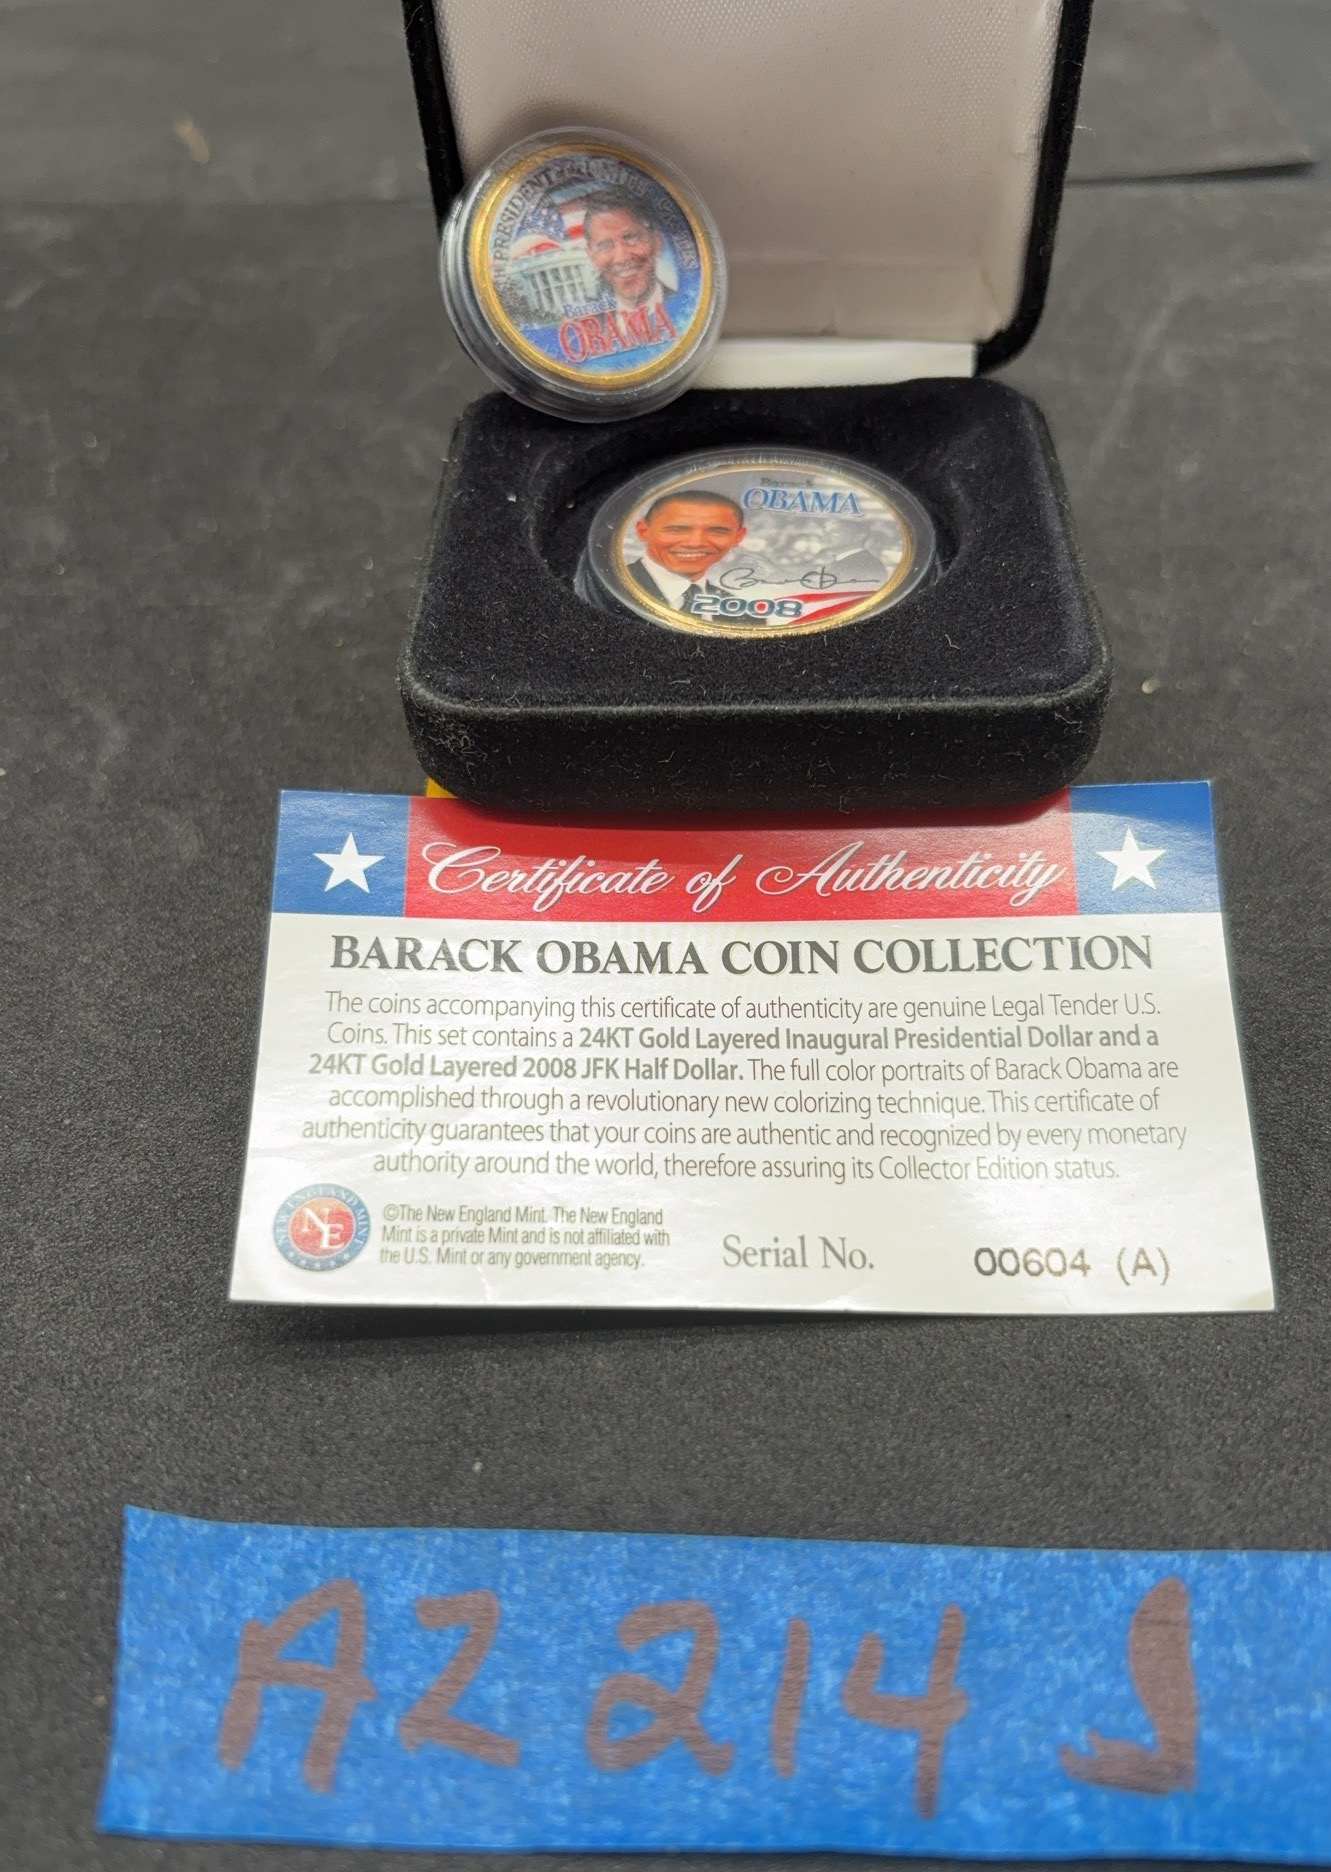 PRESIDENT of the UNITED STATES
Barack
OBAMA
Barack
OBAMA
2008
Certificate of Authenticity
BARACK OBAMA COIN COLLECTION
The coins accompanying this certificate of authenticity are genuine Legal Tender U.S.
Coins. This set contains a 24KT Gold Layered Inaugural Presidential Dollar and a
24KT Gold Layered 2008 JFK Half Dollar. The full color portraits of Barack Obama are
accomplished through a revolutionary new colorizing technique. This certificate of
authenticity guarantees that your coins are authentic and recognized by every monetary
authority around the world, therefore assuring its Collector Edition status.
NEW ENGLAND MINT
NE
©The New England Mint. The New England
Mint is a private Mint and is not affiliated with
the U.S. Mint or any government agency.
Serial No. 00604 (A)
AZ 214 J